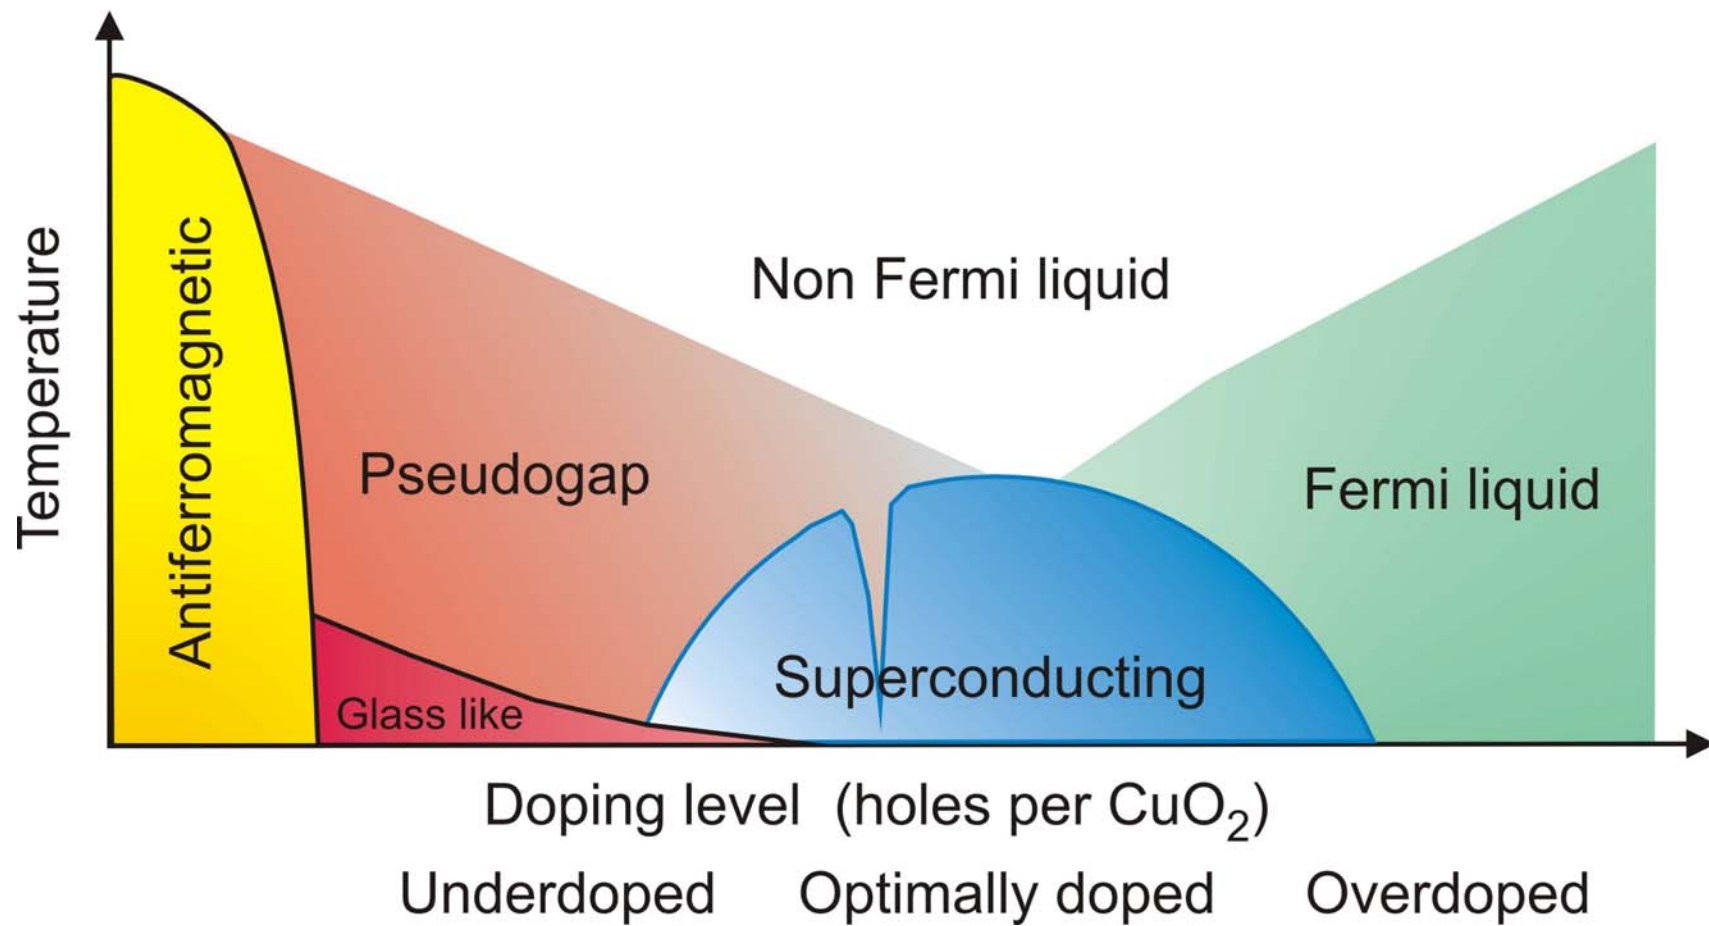 Temperature
Antiferromagnetic
Non Fermi liquid
Pseudogap
Fermi liquid
Superconducting
Glass like
Doping level (holes per CuO₂)
Underdoped Optimally doped Overdoped